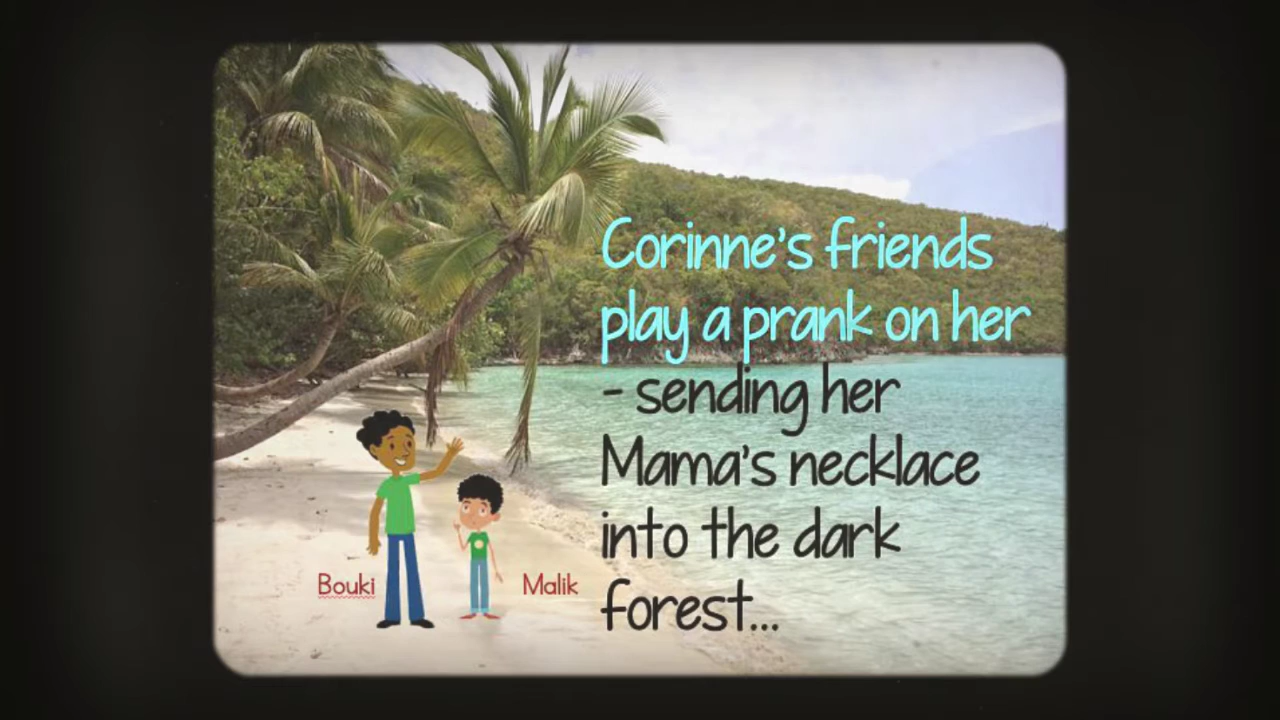 Corinne's friends
play a prank on her
- sending her
Mama's necklace
into the dark
forest...
Bouki
Malik